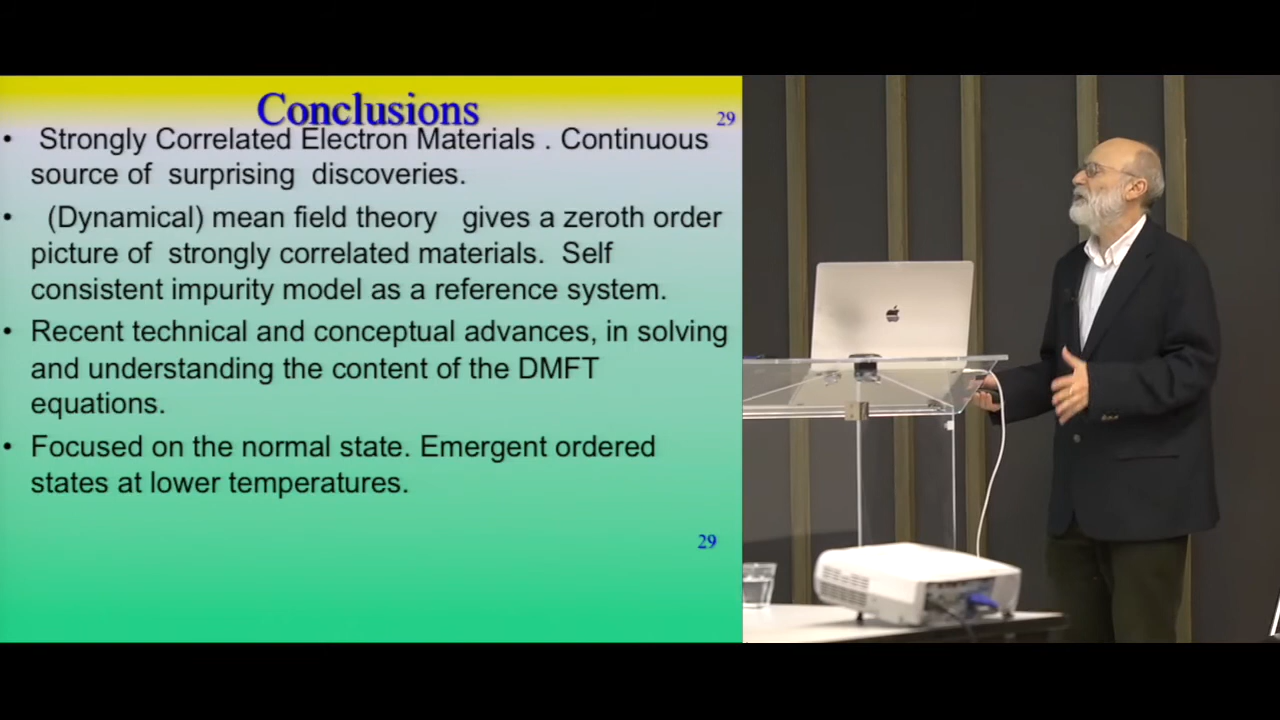 Conclusions
29
• Strongly Correlated Electron Materials . Continuous
source of surprising discoveries.
• (Dynamical) mean field theory gives a zeroth order
picture of strongly correlated materials. Self
consistent impurity model as a reference system.
• Recent technical and conceptual advances, in solving
and understanding the content of the DMFT
equations.
• Focused on the normal state. Emergent ordered
states at lower temperatures.
29